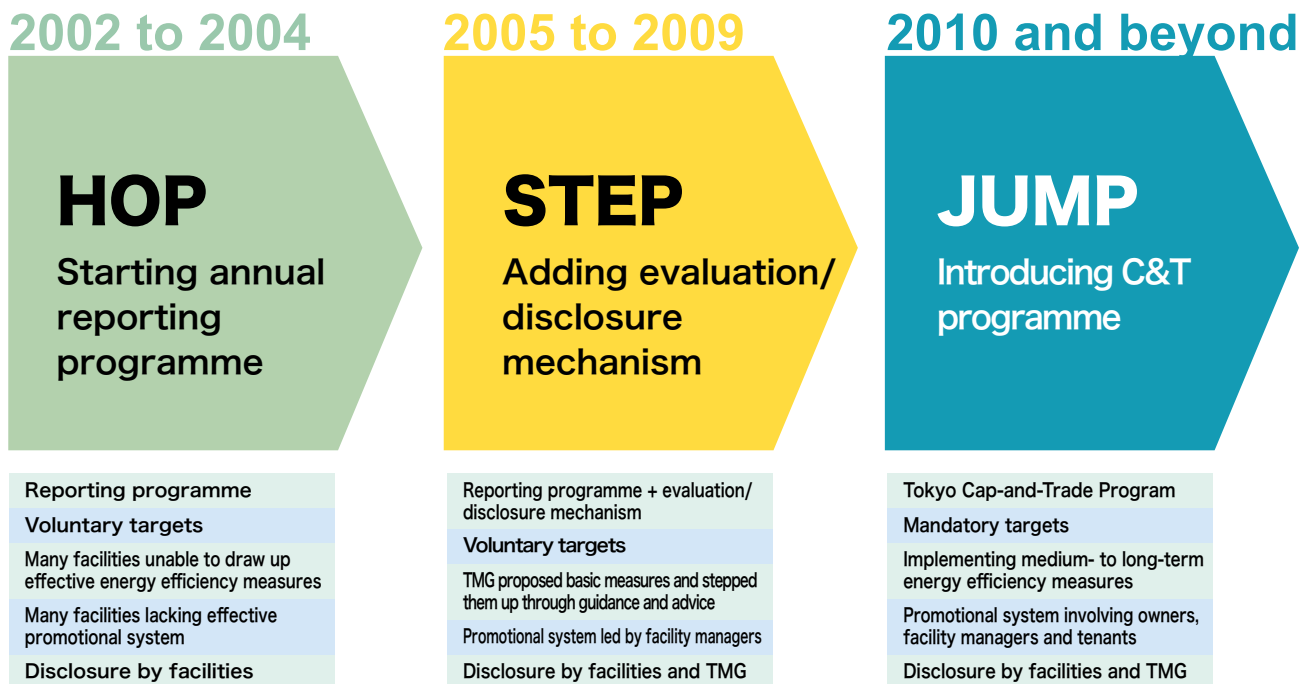 2002 to 2004
HOP
Starting annual
reporting
programme
Reporting programme
Voluntary targets
Many facilities unable to draw up
effective energy efficiency measures
Many facilities lacking effective
promotional system
Disclosure by facilities
2005 to 2009
STEP
Adding evaluation/
disclosure
mechanism
Reporting programme + evaluation/
disclosure mechanism
Voluntary targets
TMG proposed basic measures and stepped
them up through guidance and advice
Promotional system led by facility managers
Disclosure by facilities and TMG
2010 and beyond
JUMP
Introducing C&T
programme
Tokyo Cap-and-Trade Program
Mandatory targets
Implementing medium- to long-term
energy efficiency measures
Promotional system involving owners,
facility managers and tenants
Disclosure by facilities and TMG